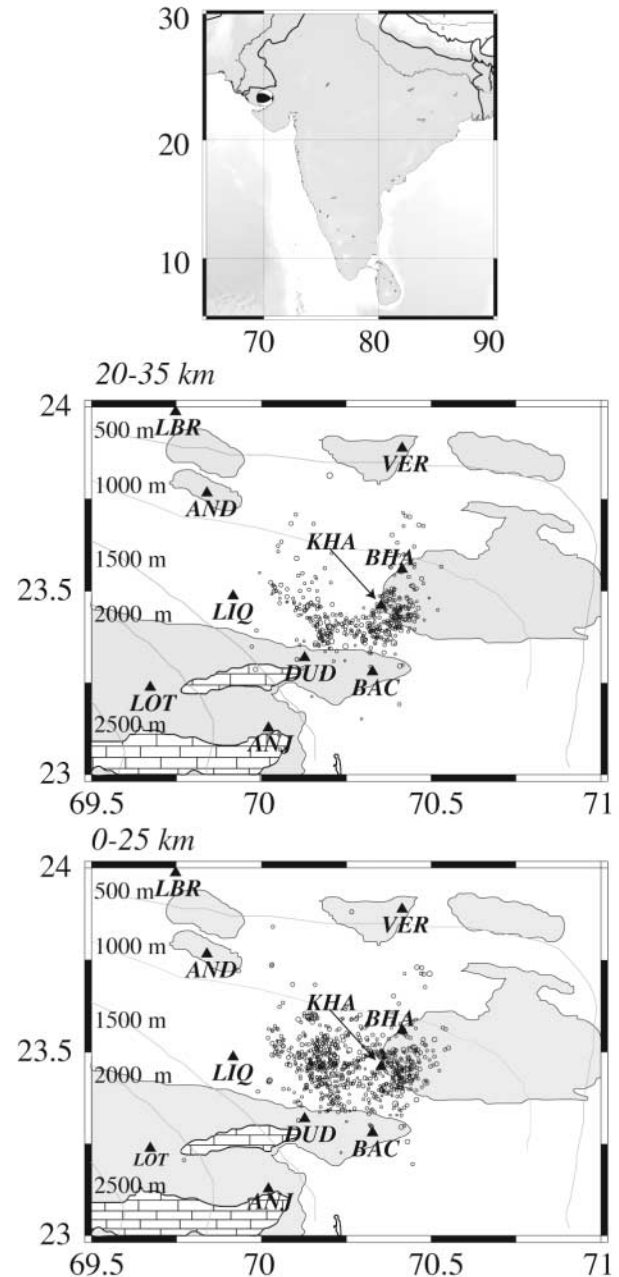 30
20
10
70 80 90
20-35 km
24
LBR
500 m
VER
1000 m
AND
KHA
BHA
1500 m
23.5
LIQ
2000 m
DUD
BAC
LOT
2500 m
ANJ
23
69.5 70 70.5 71
0-25 km
24
LBR
500 m
VER
1000 m
AND
KHA
BHA
1500 m
23.5
LIQ
2000 m
DUD
BAC
LOT
2500 m
ANJ
23
69.5 70 70.5 71